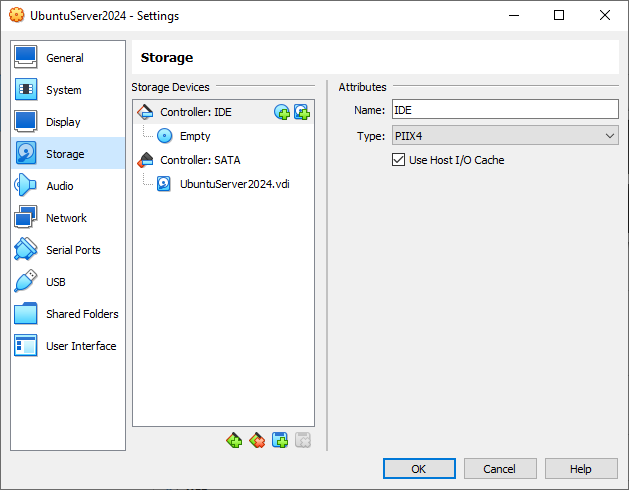 UbuntuServer2024 - Settings
General
System
Display
Storage
Audio
Network
Serial Ports
USB
Shared Folders
User Interface
Storage
Storage Devices
Controller: IDE
Empty
Controller: SATA
UbuntuServer2024.vdi
Attributes
Name: IDE
Type: PIIX4
Use Host I/O Cache
OK Cancel Help